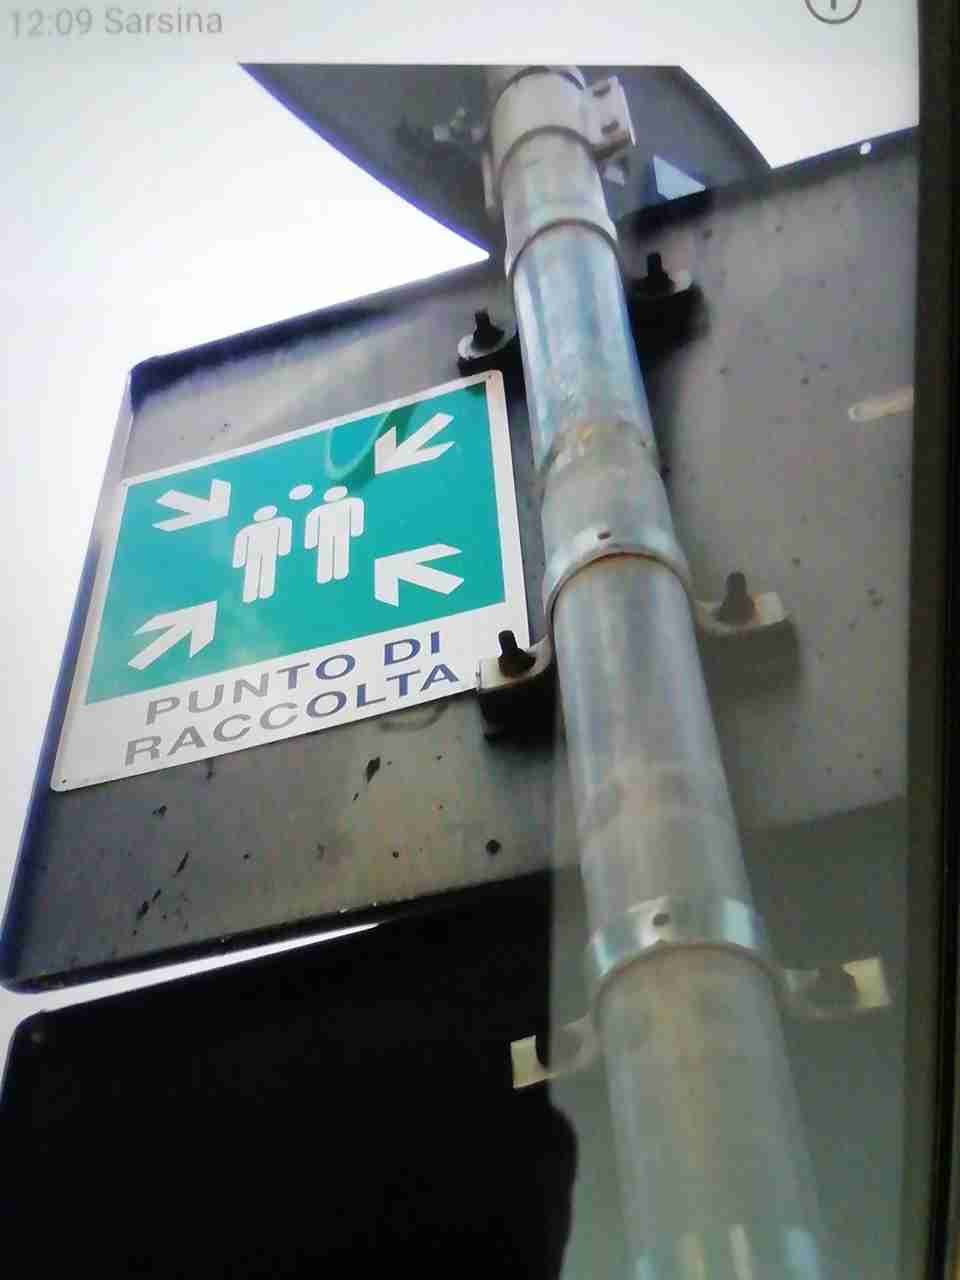 12:09 Sarsina
PUNTO DI
RACCOLTA